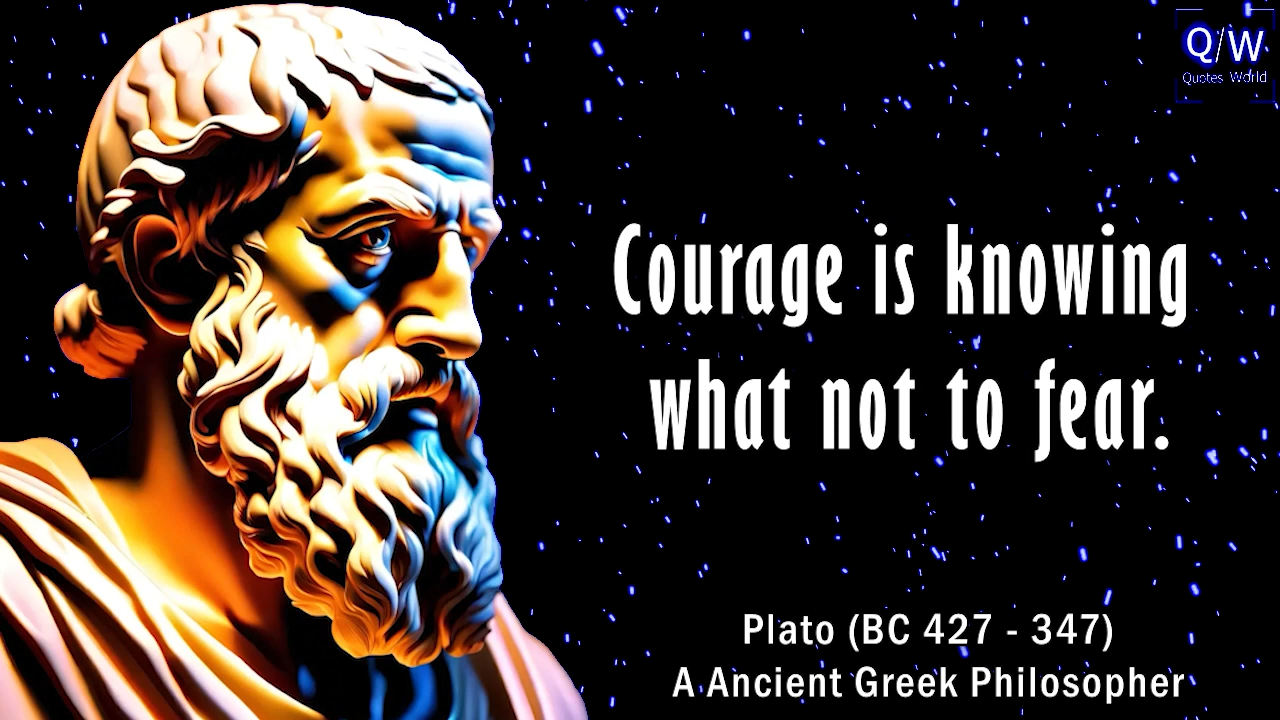 Q/W
Quotes World
Courage is knowing
what not to fear.
Plato (BC 427 - 347)
A Ancient Greek Philosopher